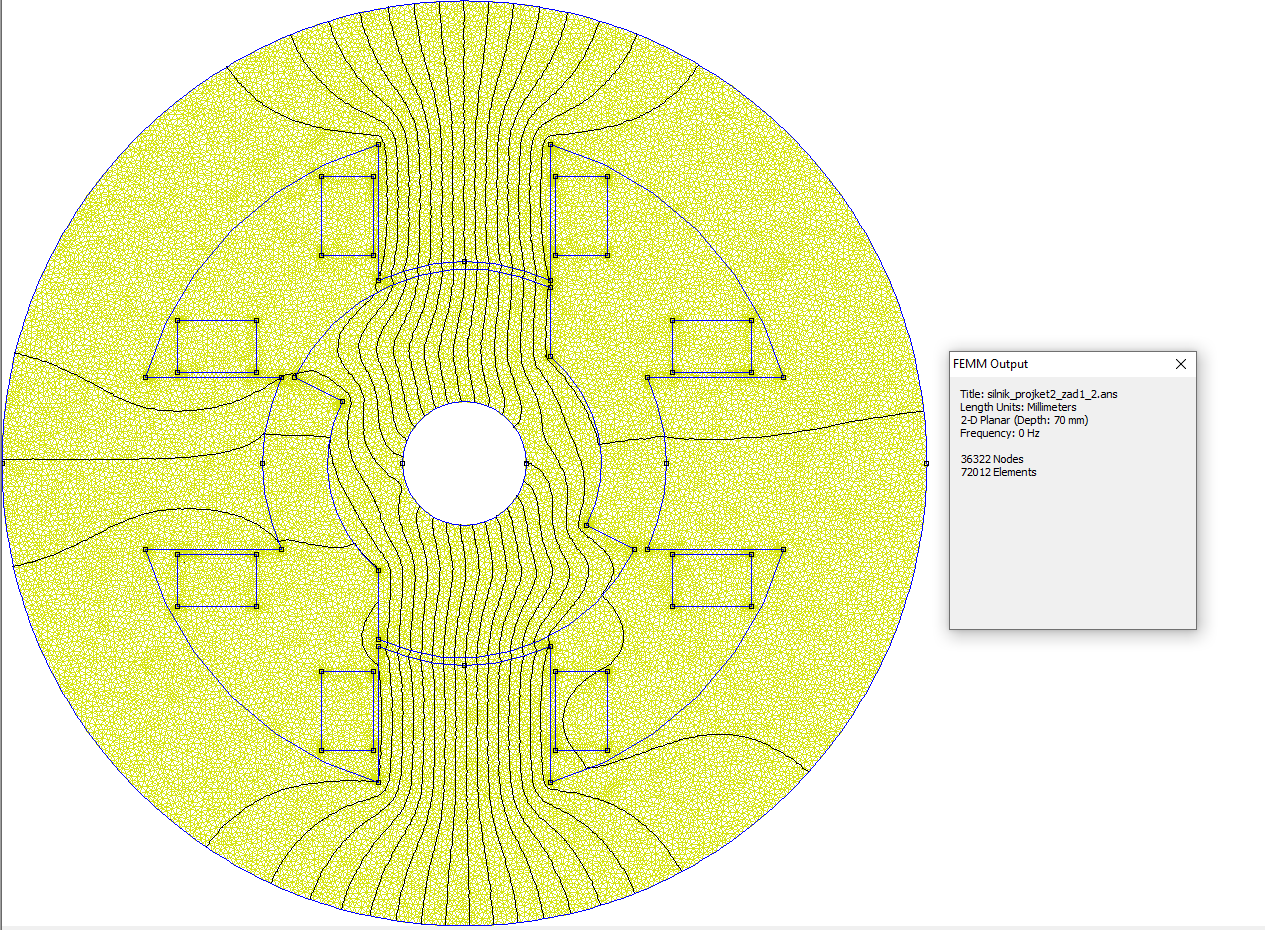 FEMM Output
Title: silnik_projket2_zad1_2.ans
Length Units: Millimeters
2-D Planar (Depth: 70 mm)
Frequency: 0 Hz
36322 Nodes
72012 Elements